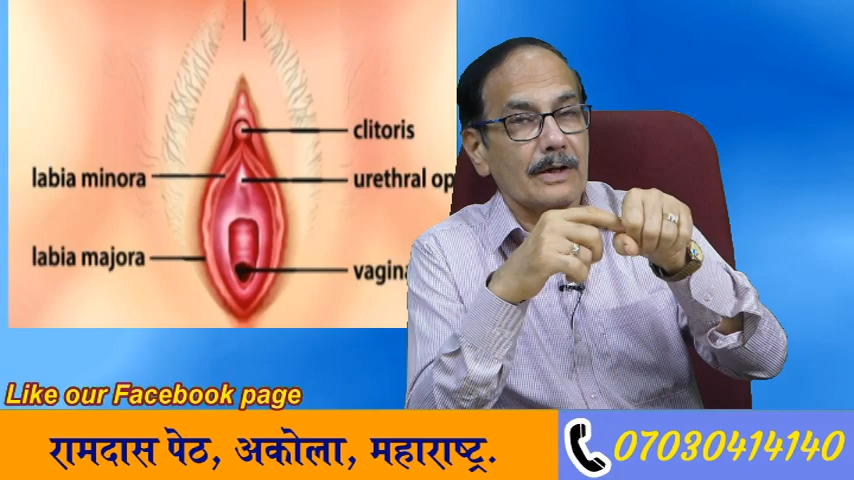 clitoris
labia minora
urethral op
labia majora
vagina
Like our Facebook page
रामदास पेठ, अकोला, महाराष्ट्र.
07030414140